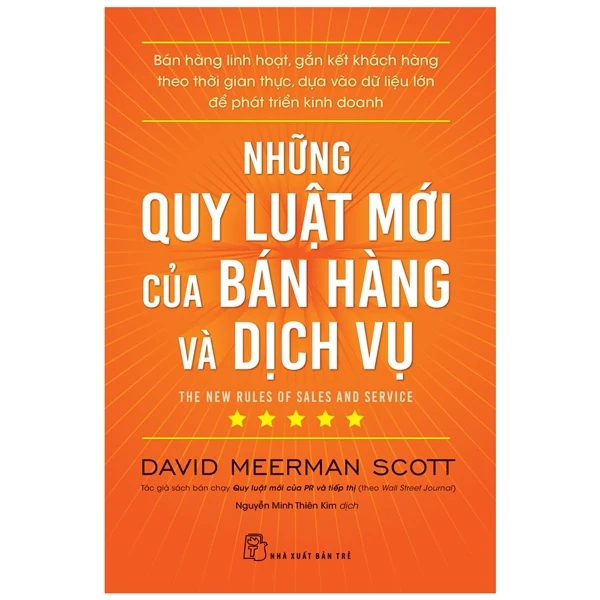 Bán hàng linh hoạt, gắn kết khách hàng
theo thời gian thực, dựa vào dữ liệu lớn
để phát triển kinh doanh
NHỮNG
QUY LUẬT MỚI
CỦA BÁN HÀNG
VÀ DỊCH VỤ
THE NEW RULES OF SALES AND SERVICE
DAVID MEERMAN SCOTT
Tác giả sách bán chạy Quy luật mới của PR và tiếp thị (theo Wall Street Journal)
Nguyễn Minh Thiên Kim dịch
NHÀ XUẤT BẢN TRẺ